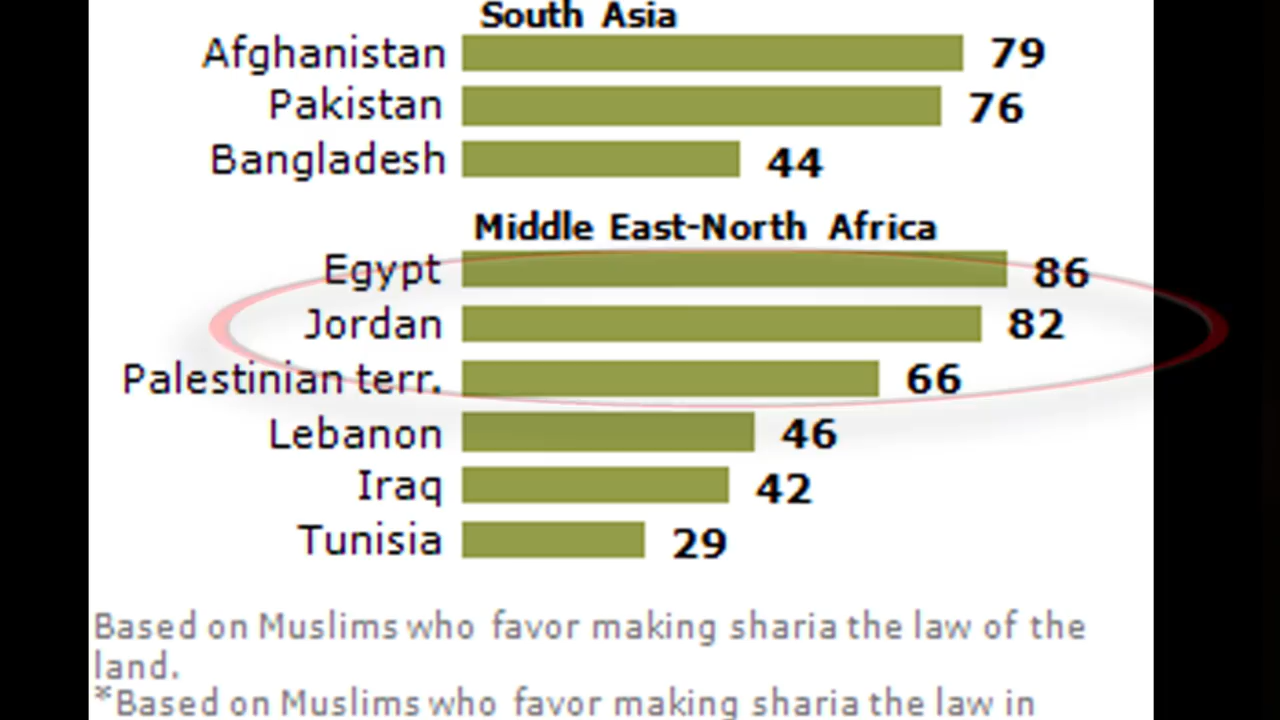 South Asia
Afghanistan 79
Pakistan 76
Bangladesh 44
Middle East-North Africa
Egypt 86
Jordan 82
Palestinian terr. 66
Lebanon 46
Iraq 42
Tunisia 29
Based on Muslims who favor making sharia the law of the
land.
*Based on Muslims who favor making sharia the law in